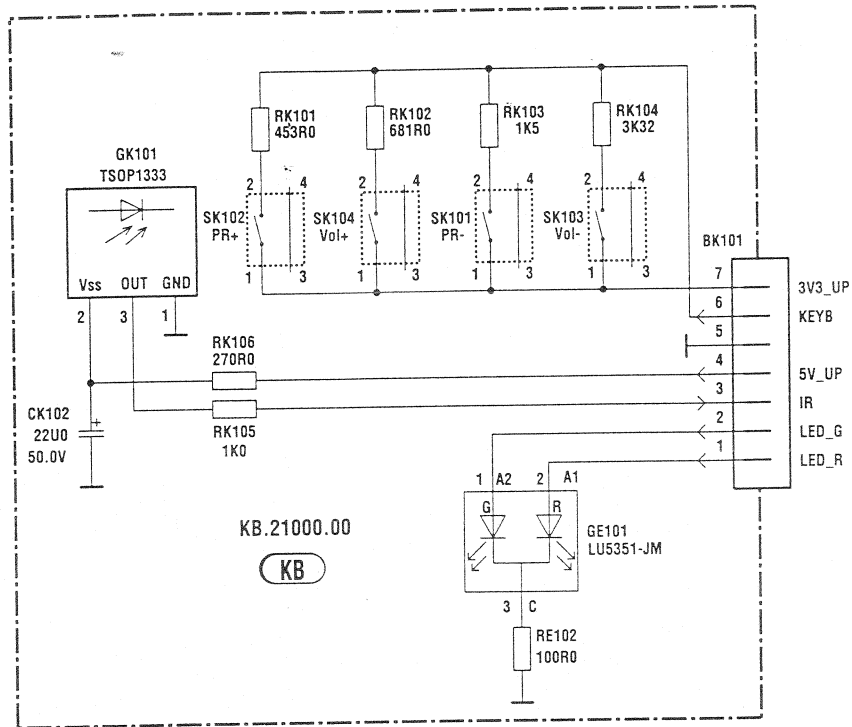 RK101
453R0
RK102
681R0
RK103
1K5
RK104
3K32
GK101
TSOP1333
2 4
2 4
2 4
2 4
SK102
PR+
SK104
Vol+
SK101
PR-
SK103
Vol-
1 3
1 3
1 3
1 3
BK101
Vss OUT GND
2 3 1
7 3V3_UP
6 KEYB
5
4 5V_UP
3 IR
2 LED_G
1 LED_R
RK106
270R0
RK105
1K0
CK102
+
22U0
50.0V
1 A2 2 A1
G R
GE101
LU5351-JM
3 C
RE102
100R0
KB.21000.00
KB